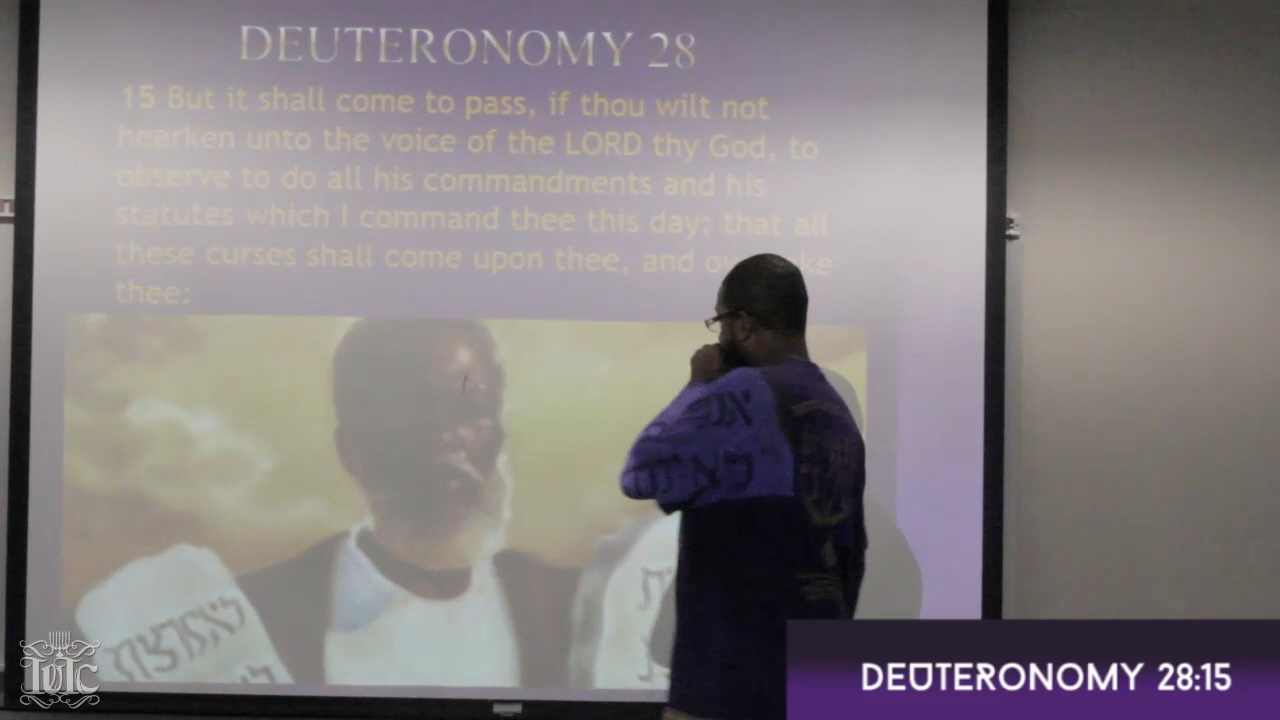 DEUTERONOMY 28
15 But it shall come to pass, if thou wilt not
hearken unto the voice of the LORD thy God, to
observe to do all his commandments and his
statutes which I command thee this day; that all
these curses shall come upon thee, and
thee:
IUIC
DEUTERONOMY 28:15